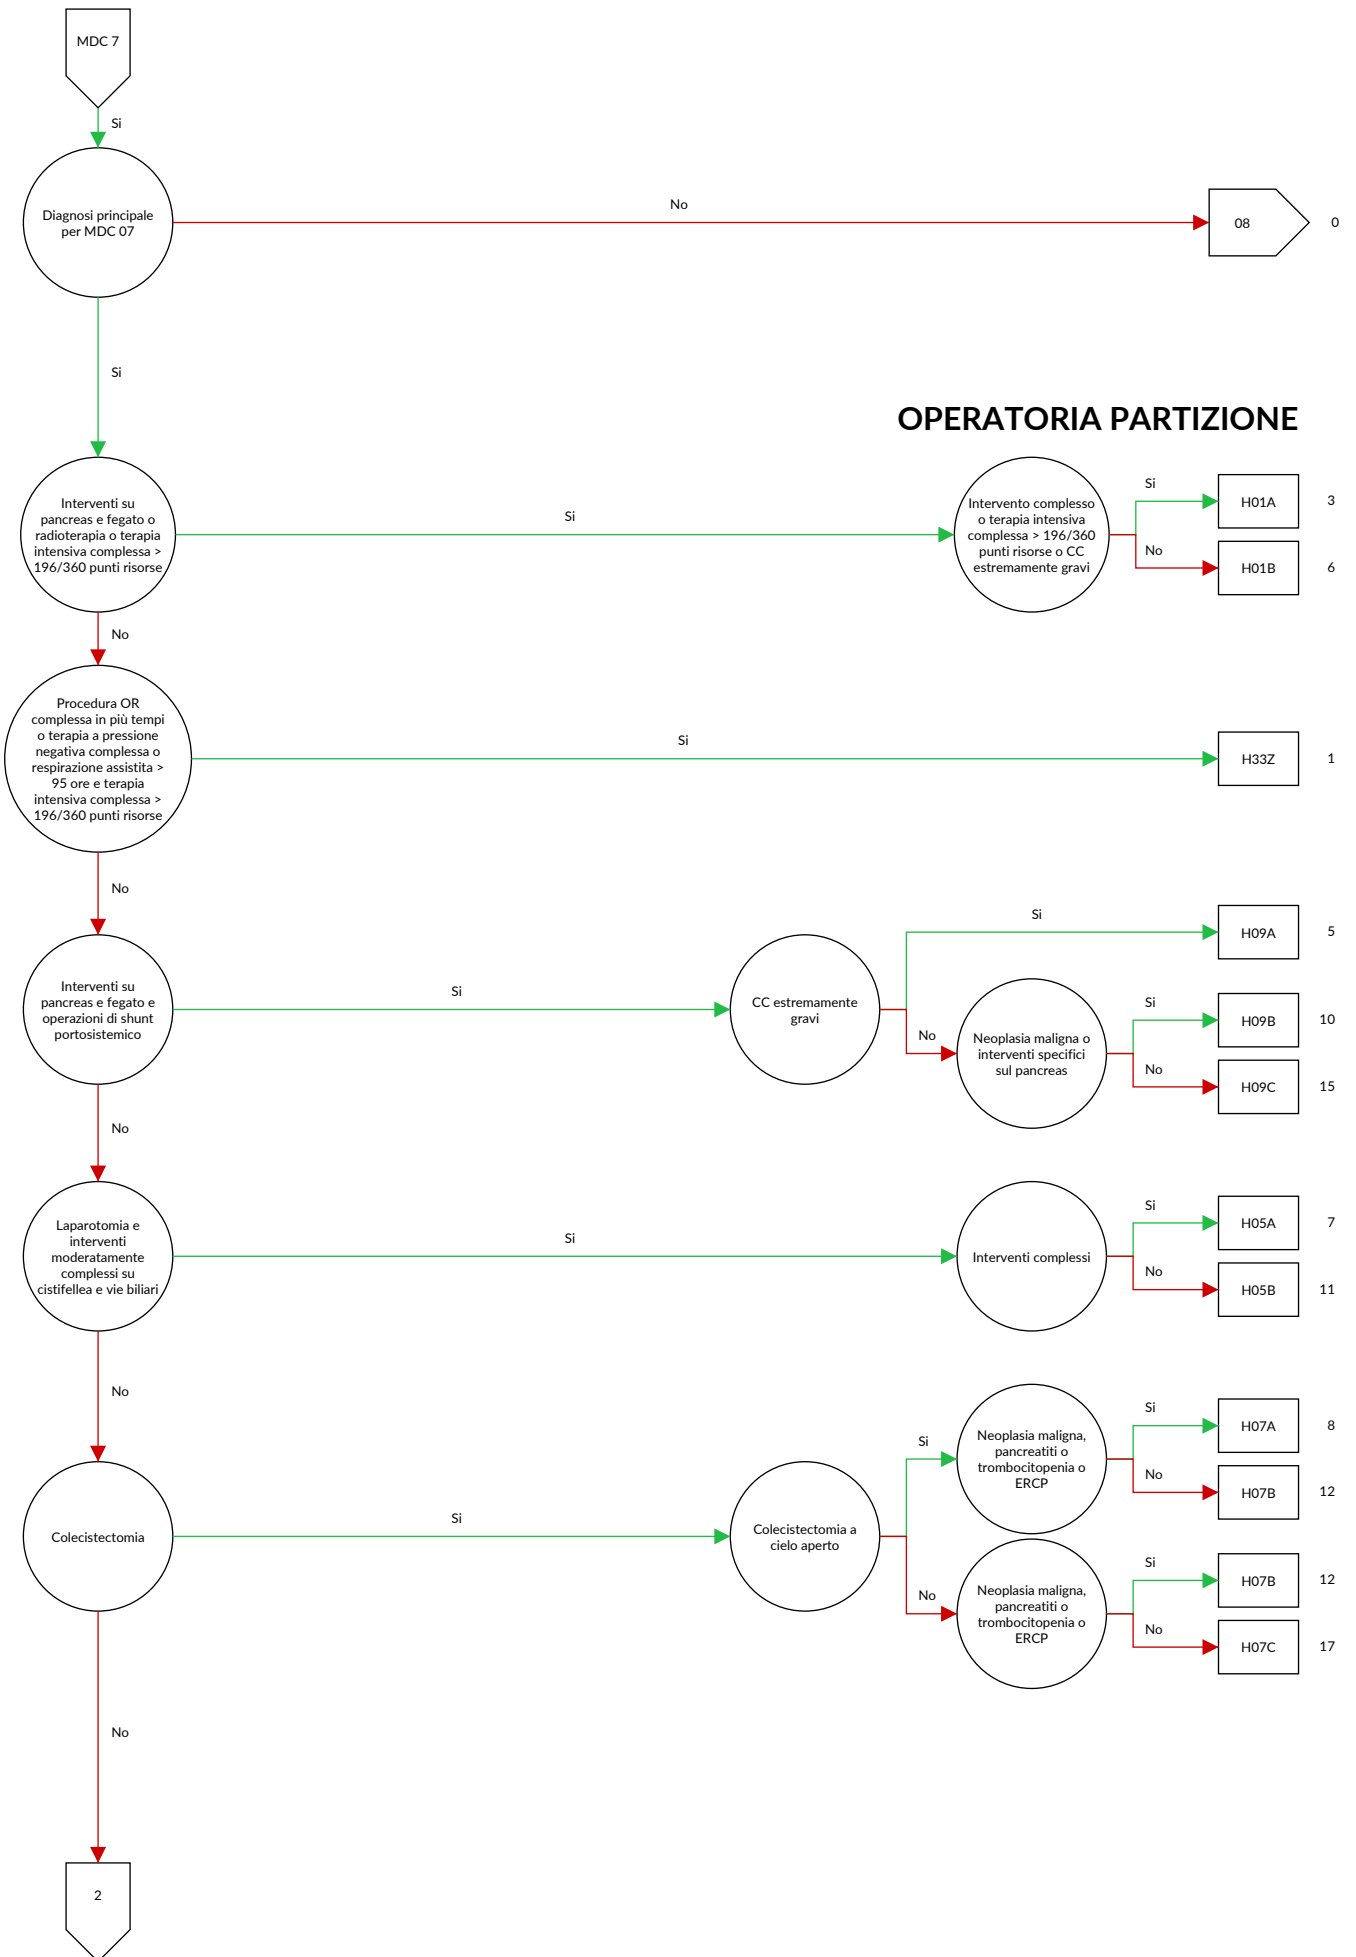 MDC 7
Si
Diagnosi principale
per MDC 07
No
08
0
Si
OPERATORIA PARTIZIONE
Interventi su
pancreas e fegato o
radioterapia o terapia
intensiva complessa >
196/360 punti risorse
Si
Intervento complesso
o terapia intensiva
complessa > 196/360
punti risorse o CC
estremamente gravi
Si
H01A
3
No
H01B
6
No
Procedura OR
complessa in più tempi
o terapia a pressione
negativa complessa o
respirazione assistita >
95 ore e terapia
intensiva complessa >
196/360 punti risorse
Si
H33Z
1
No
Interventi su
pancreas e fegato e
operazioni di shunt
portosistemico
Si
CC estremamente
gravi
Si
H09A
5
No
Neoplasia maligna o
interventi specifici
sul pancreas
Si
H09B
10
No
H09C
15
No
Laparotomia e
interventi
moderatamente
complessi su
cistifellea e vie biliari
Si
Interventi complessi
Si
H05A
7
No
H05B
11
No
Colecistectomia
Si
Colecistectomia a
cielo aperto
Si
Neoplasia maligna,
pancreatiti o
trombocitopenia o
ERCP
Si
H07A
8
No
H07B
12
No
Neoplasia maligna,
pancreatiti o
trombocitopenia o
ERCP
Si
H07B
12
No
H07C
17
No
2